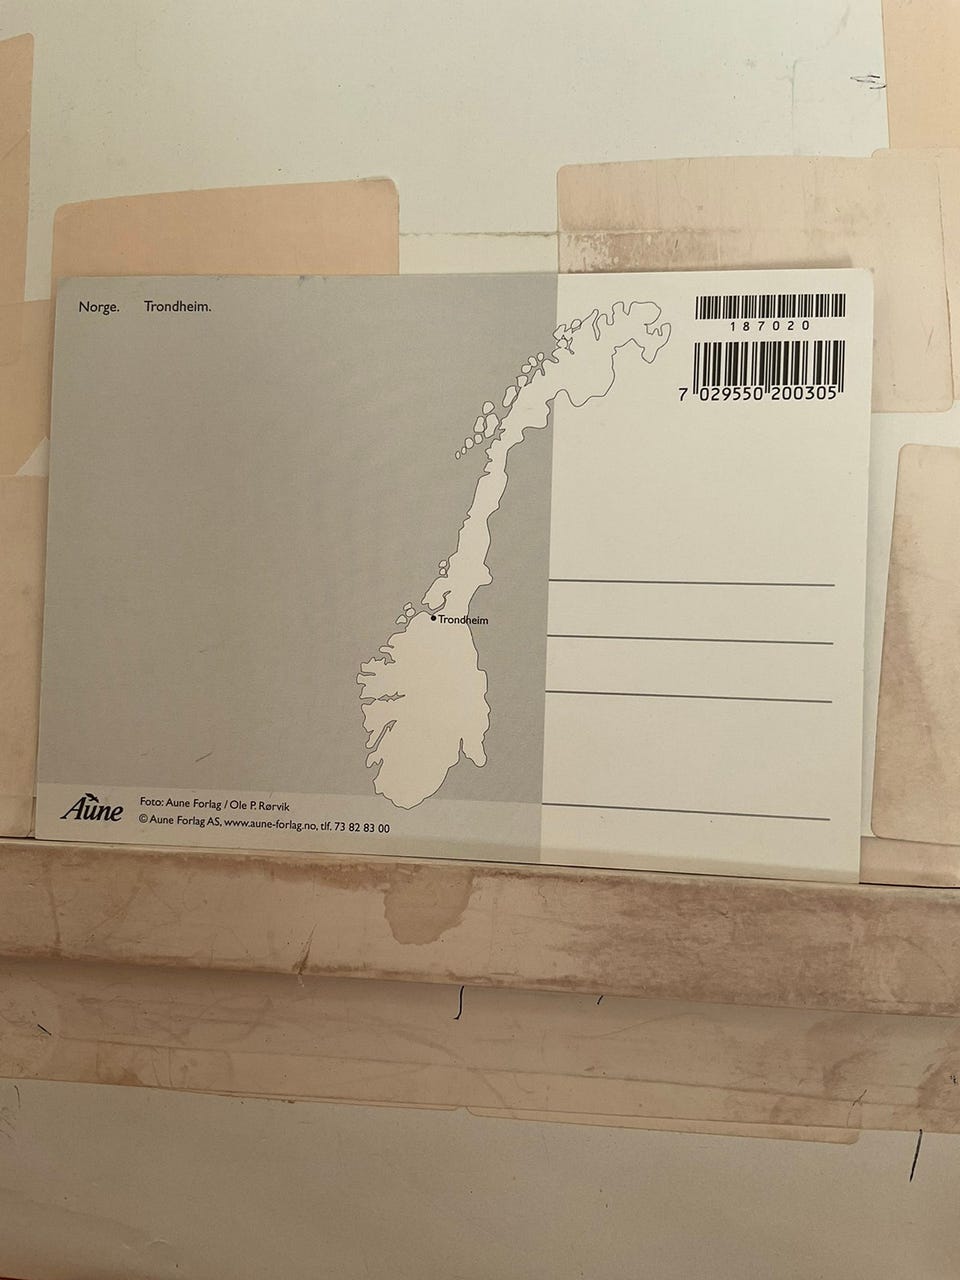 Norge. Trondheim.
187020
7 029550 200305
Trondheim
Aune
Foto: Aune Forlag / Ole P. Rørvik
© Aune Forlag AS, www.aune-forlag.no, tlf. 73 82 83 00